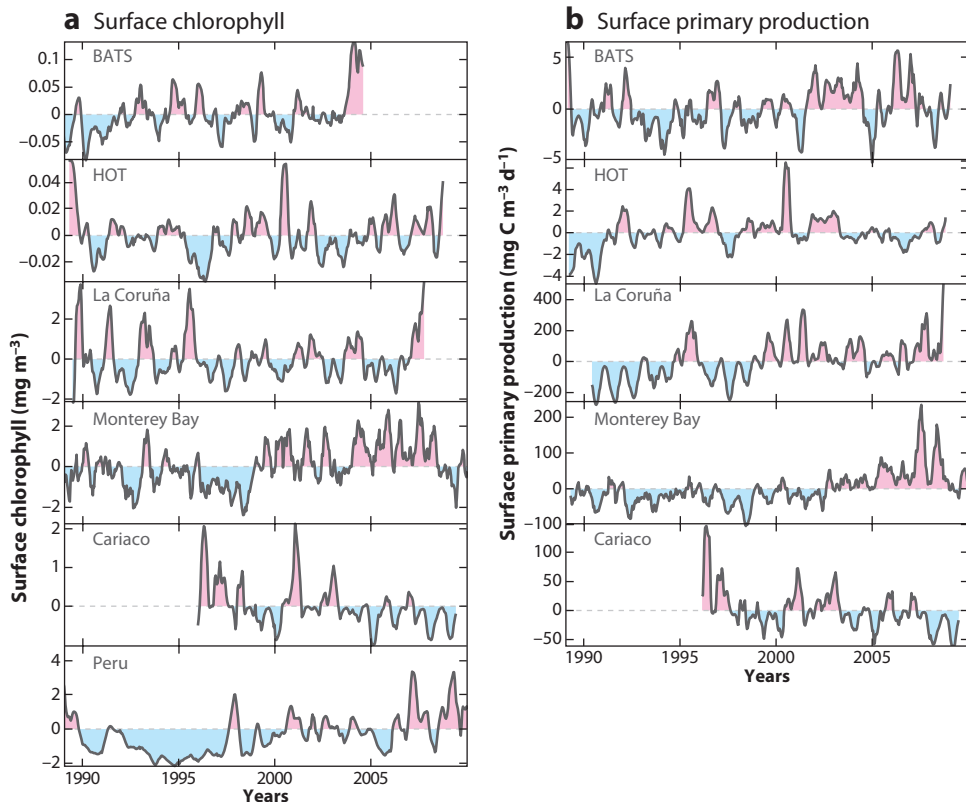 a Surface chlorophyll
Surface chlorophyll (mg m⁻³)
BATS
0.1
0.05
0
−0.05
HOT
0.04
0.02
0
−0.02
La Coruña
2
0
−2
Monterey Bay
2
0
−2
Cariaco
2
1
0
Peru
4
2
0
−2
1990 1995 2000 2005
Years
b Surface primary production
Surface primary production (mg C m⁻³ d⁻¹)
BATS
5
0
−5
HOT
6
4
2
0
−2
−4
La Coruña
400
200
0
−200
Monterey Bay
200
100
0
−100
Cariaco
100
50
0
−50
1990 1995 2000 2005
Years